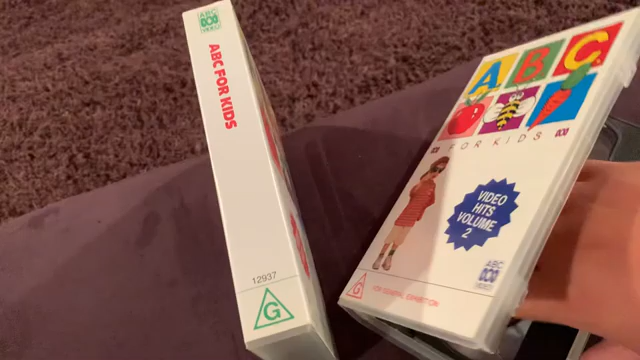 ABC
VIDEO
ABC FOR KIDS
12937
G
A B C
FOR KIDS
VIDEO
HITS
VOLUME
2
ABC
VIDEO
G FOR GENERAL EXHIBITION